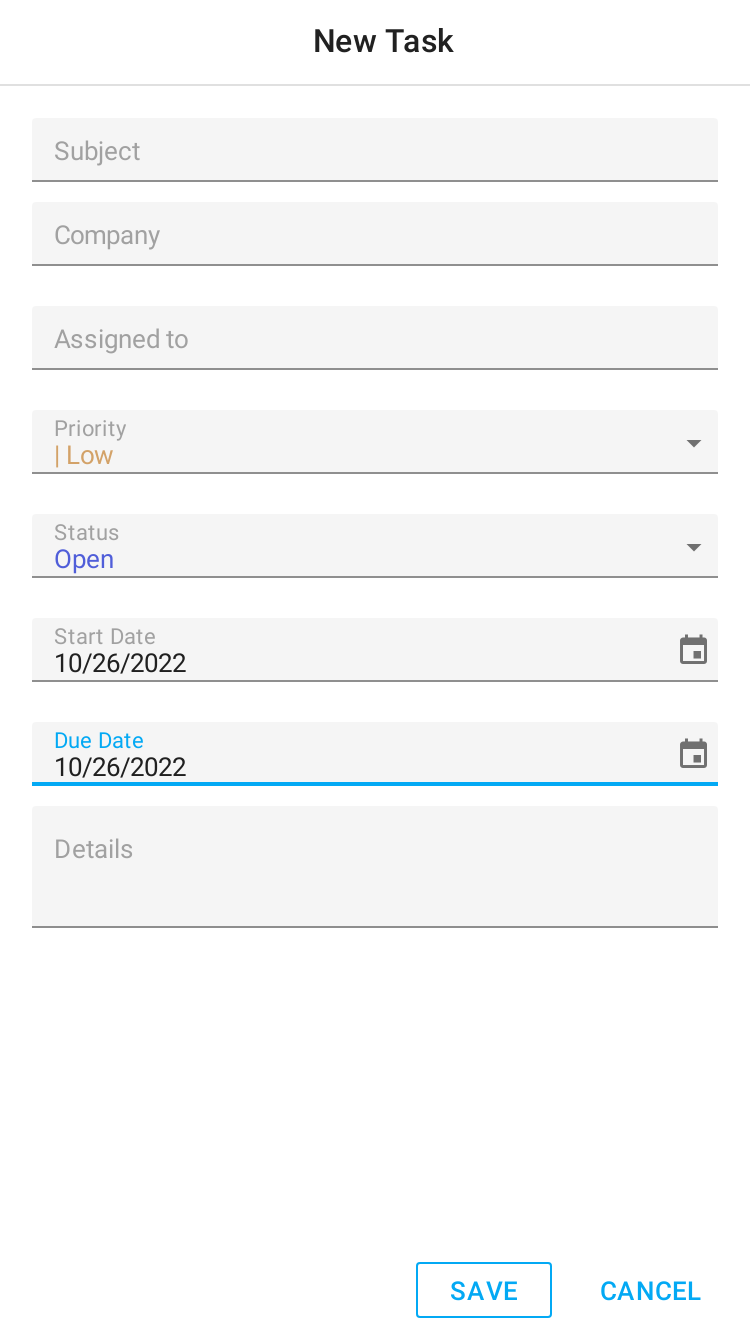 New Task
Subject
Company
Assigned to
Priority
| Low
Status
Open
Start Date
10/26/2022
Due Date
10/26/2022
Details
SAVE CANCEL